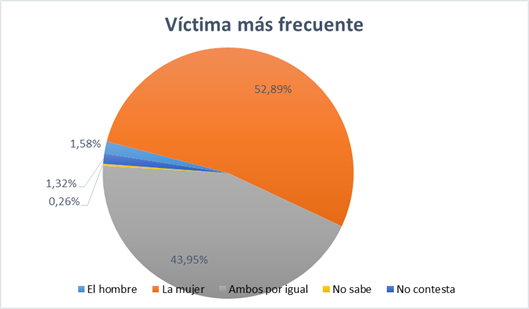 Víctima más frecuente
52,89%
1,58%
1,32%
0,26%
43,95%
El hombre La mujer Ambos por igual No sabe No contesta